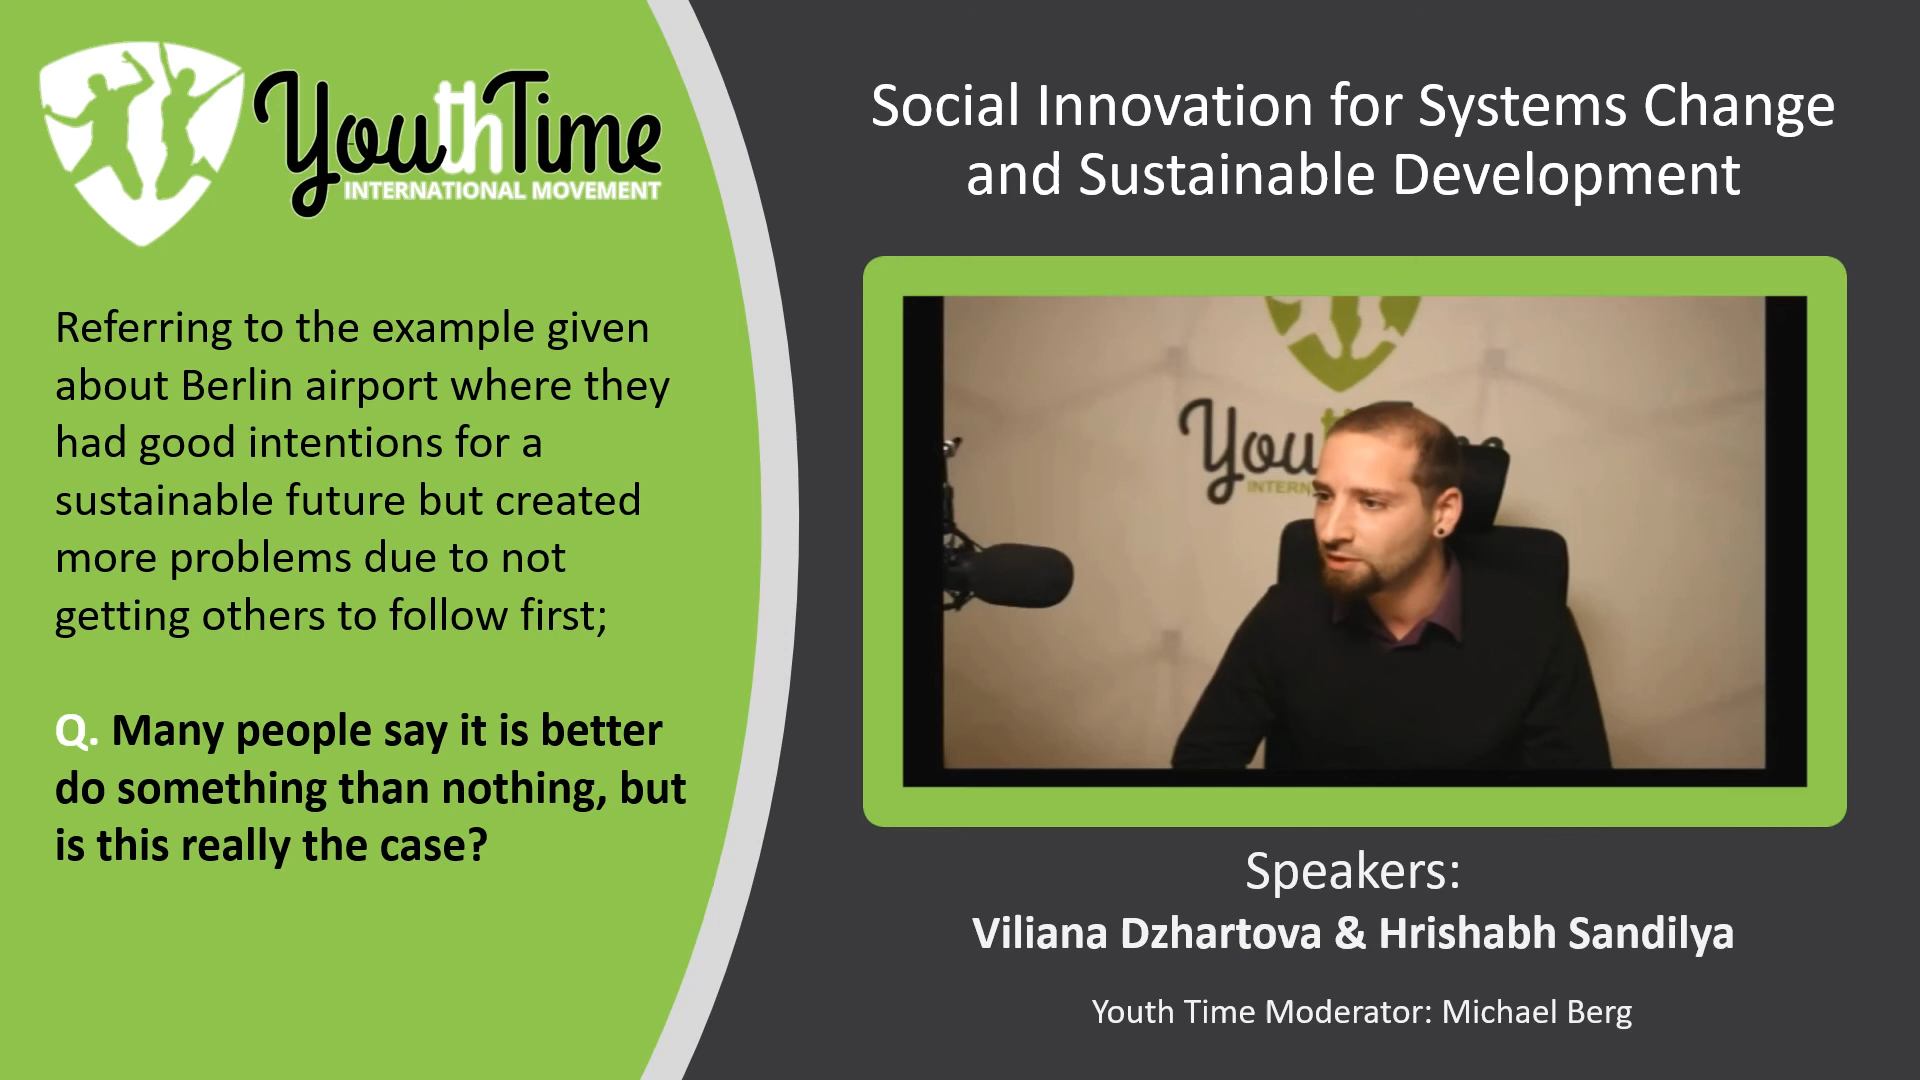 YouthTime
INTERNATIONAL MOVEMENT
Social Innovation for Systems Change
and Sustainable Development
Referring to the example given
about Berlin airport where they
had good intentions for a
sustainable future but created
more problems due to not
getting others to follow first;
Q. Many people say it is better
do something than nothing, but
is this really the case?
You
INTERN
Speakers:
Viliana Dzhartova & Hrishabh Sandilya
Youth Time Moderator: Michael Berg